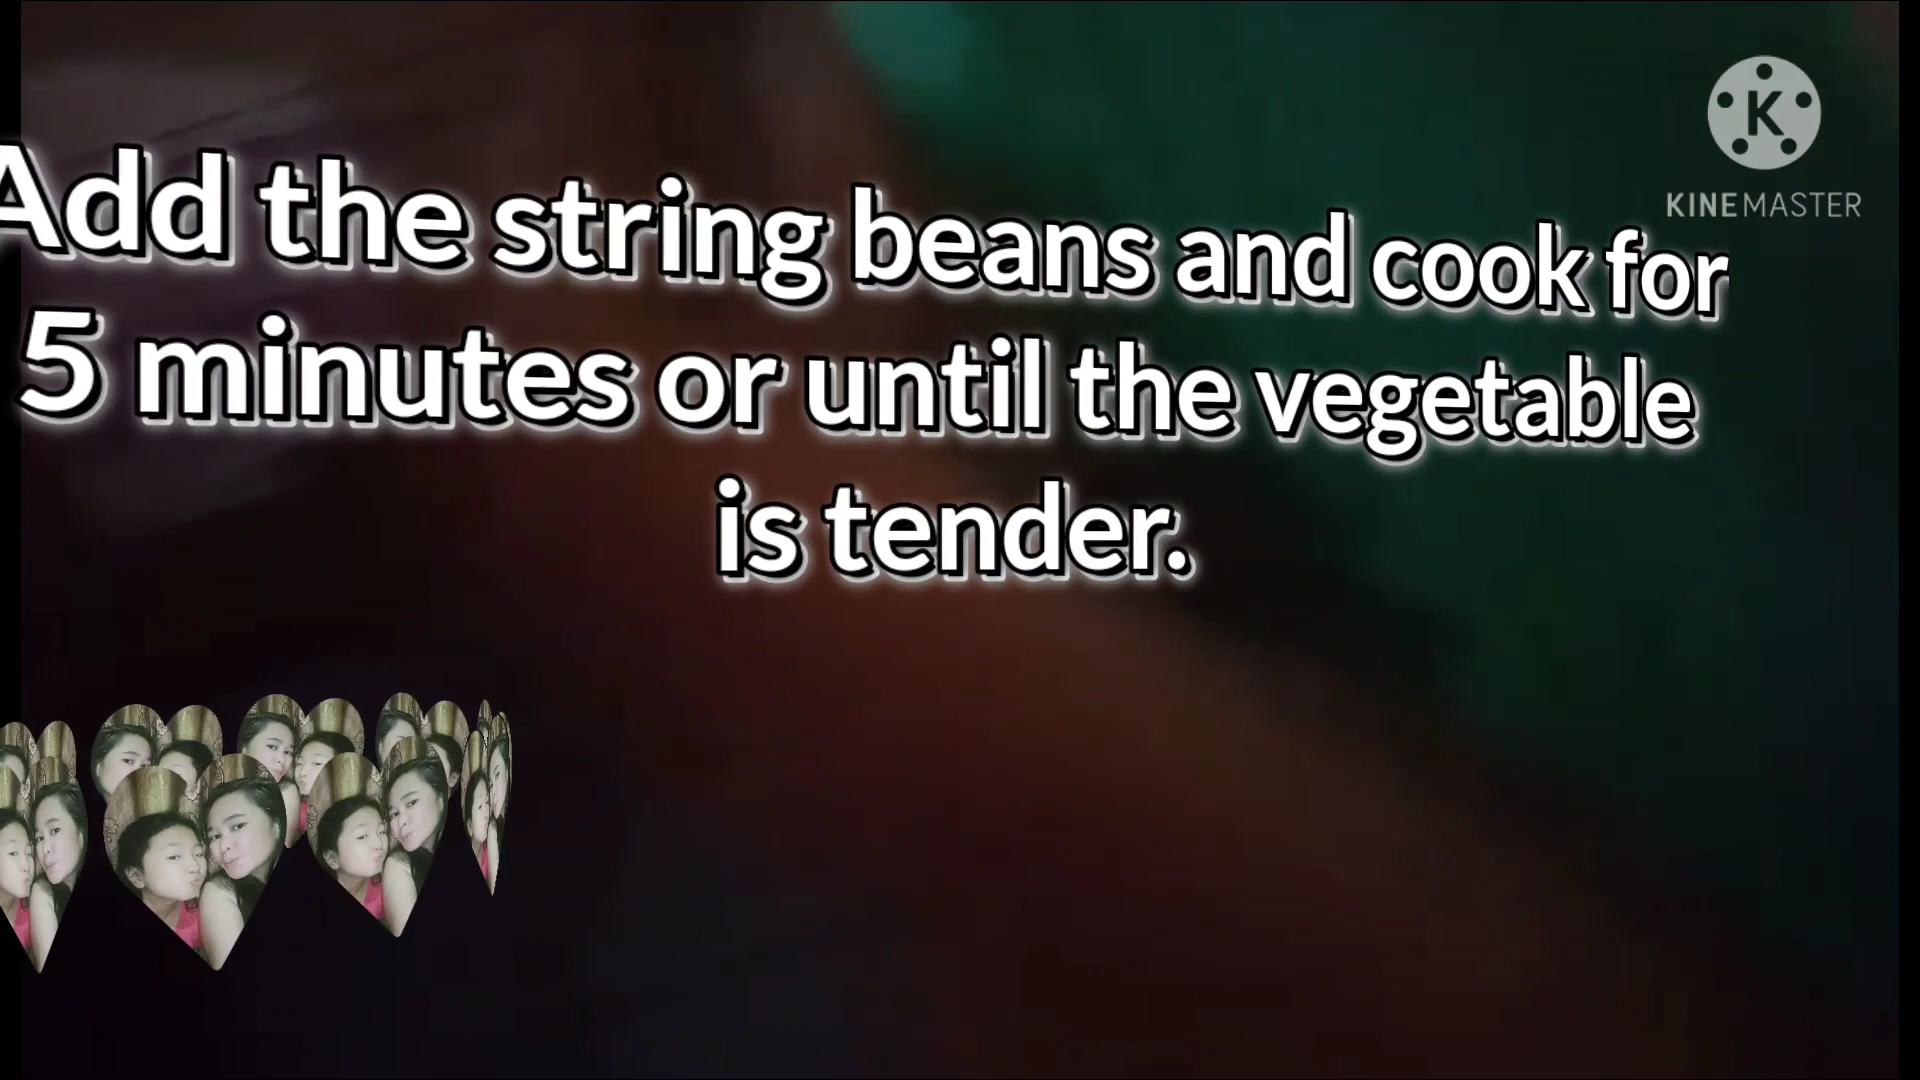 Add the string beans and cook for
5 minutes or until the vegetable
is tender.
K
KINEMASTER